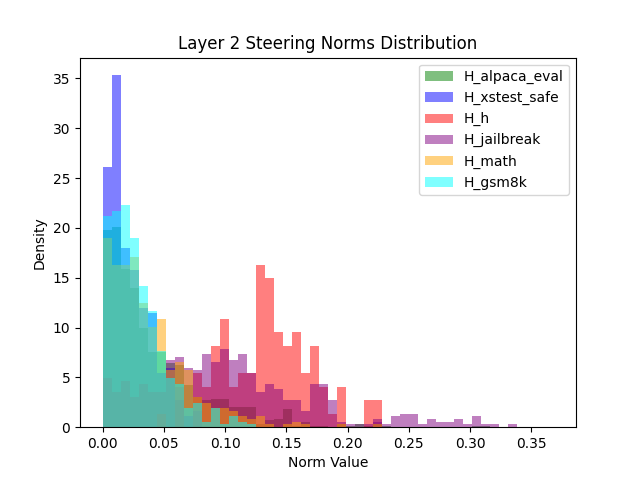 Layer 2 Steering Norms Distribution
H_alpaca_eval
H_xstest_safe
H_h
H_jailbreak
H_math
H_gsm8k
Density
35
30
25
20
15
10
5
0
0.00 0.05 0.10 0.15 0.20 0.25 0.30 0.35
Norm Value